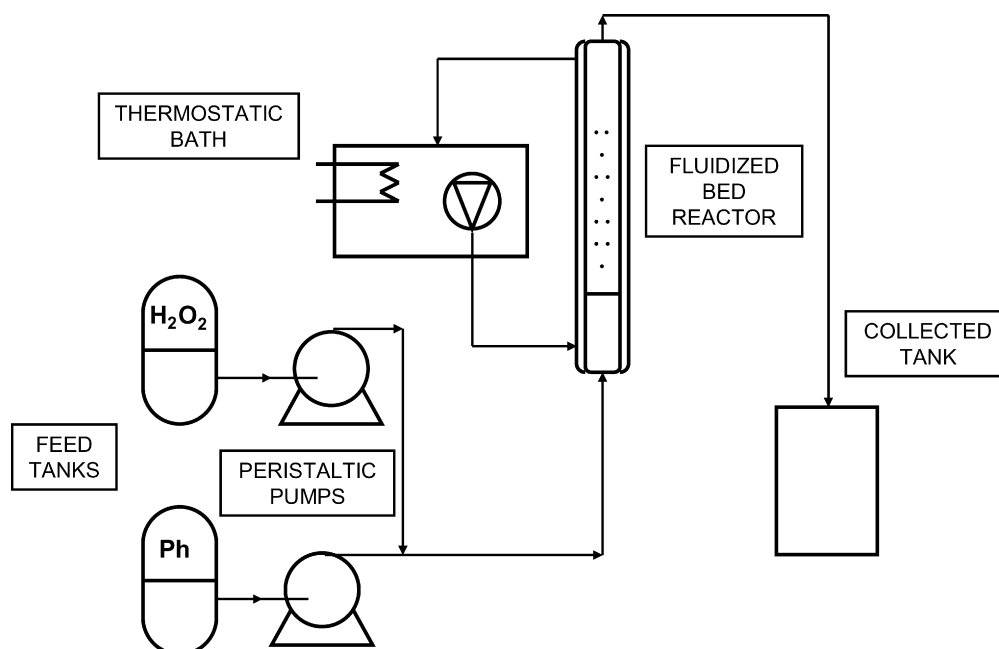 THERMOSTATIC
BATH
FLUIDIZED
BED
REACTOR
H₂O₂
COLLECTED
TANK
FEED
TANKS
PERISTALTIC
PUMPS
Ph